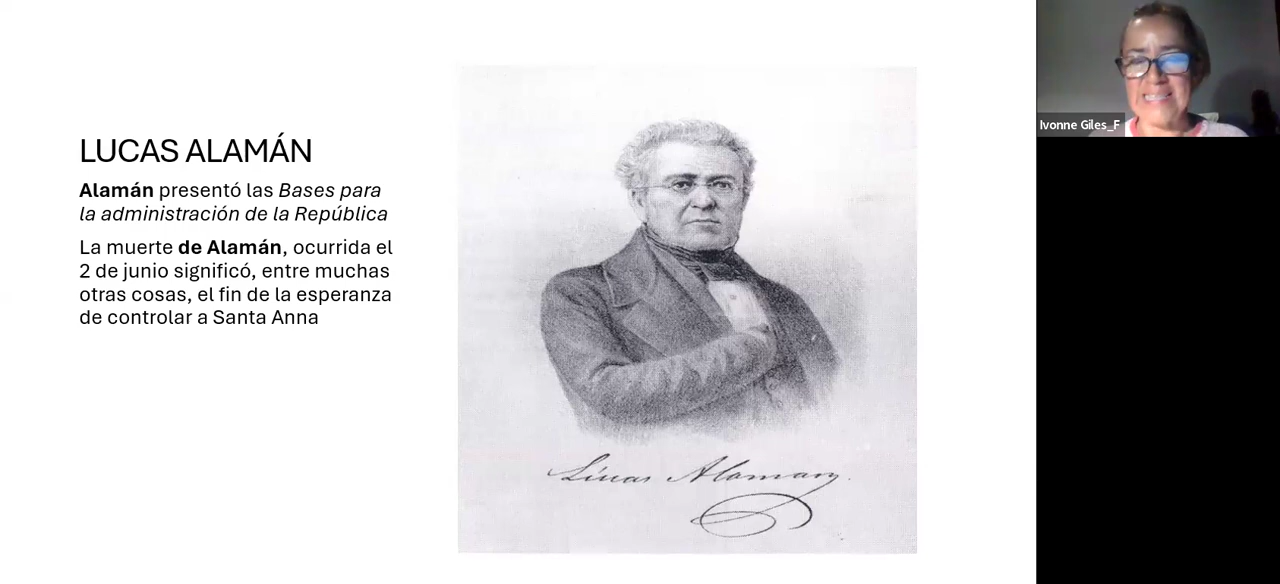 LUCAS ALAMÁN
Alamán presentó las Bases para
la administración de la República
La muerte de Alamán, ocurrida el
2 de junio significó, entre muchas
otras cosas, el fin de la esperanza
de controlar a Santa Anna
Lucas Alaman
Ivonne Giles_F